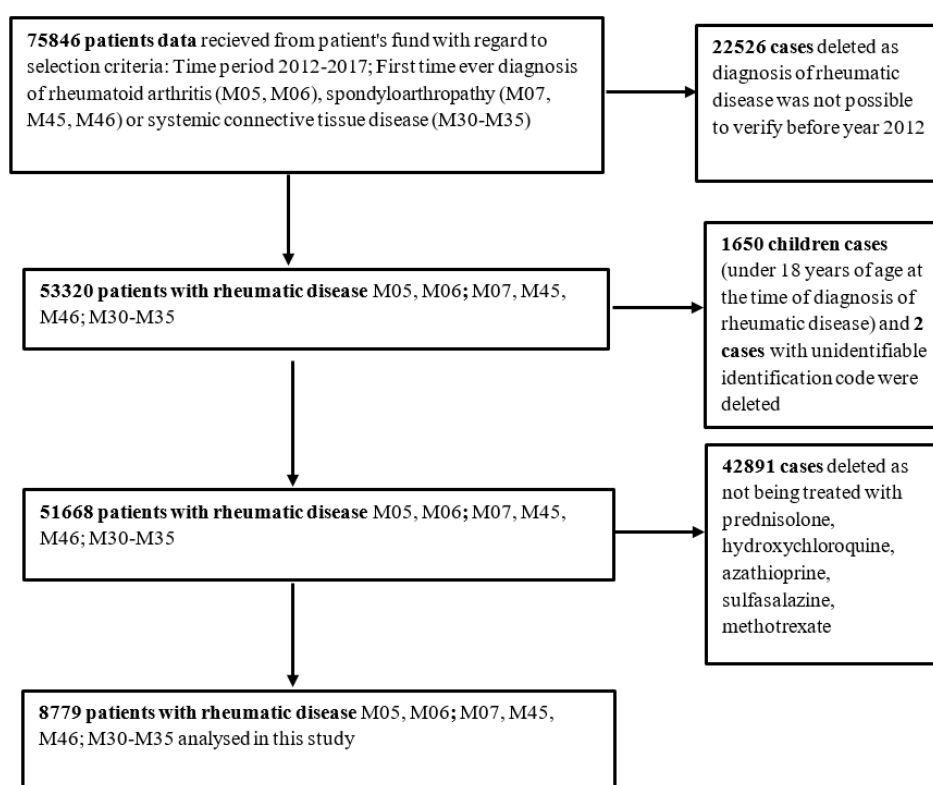 75846 patients data recieved from patient's fund with regard to
selection criteria: Time period 2012-2017; First time ever diagnosis
of rheumatoid arthritis (M05, M06), spondyloarthropathy (M07,
M45, M46) or systemic connective tissue disease (M30-M35)
22526 cases deleted as
diagnosis of rheumatic
disease was not possible
to verify before year 2012
53320 patients with rheumatic disease M05, M06; M07, M45,
M46; M30-M35
1650 children cases
(under 18 years of age at
the time of diagnosis of
rheumatic disease) and 2
cases with unidentifiable
identification code were
deleted
51668 patients with rheumatic disease M05, M06; M07, M45,
M46; M30-M35
42891 cases deleted as
not being treated with
prednisolone,
hydroxychloroquine,
azathioprine,
sulfasalazine,
methotrexate
8779 patients with rheumatic disease M05, M06; M07, M45,
M46; M30-M35 analysed in this study